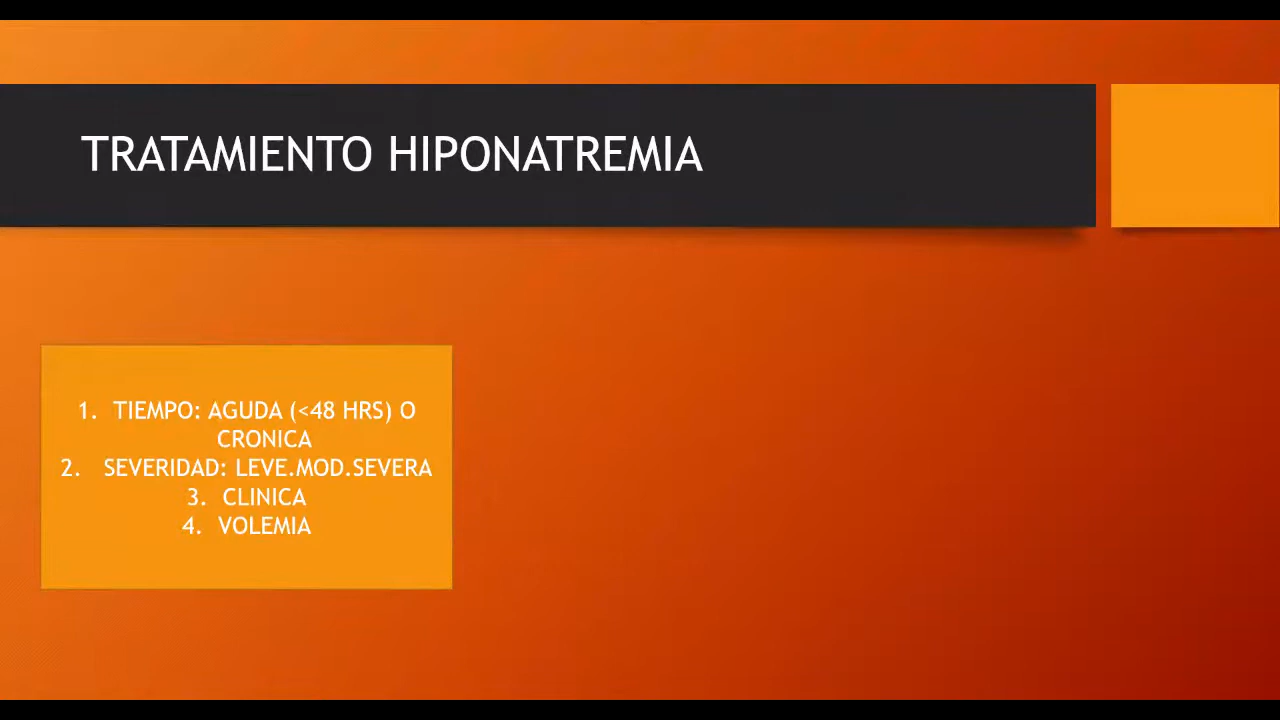 TRATAMIENTO HIPONATREMIA
1. TIEMPO: AGUDA (<48 HRS) O
CRONICA
2. SEVERIDAD: LEVE.MOD.SEVERA
3. CLINICA
4. VOLEMIA